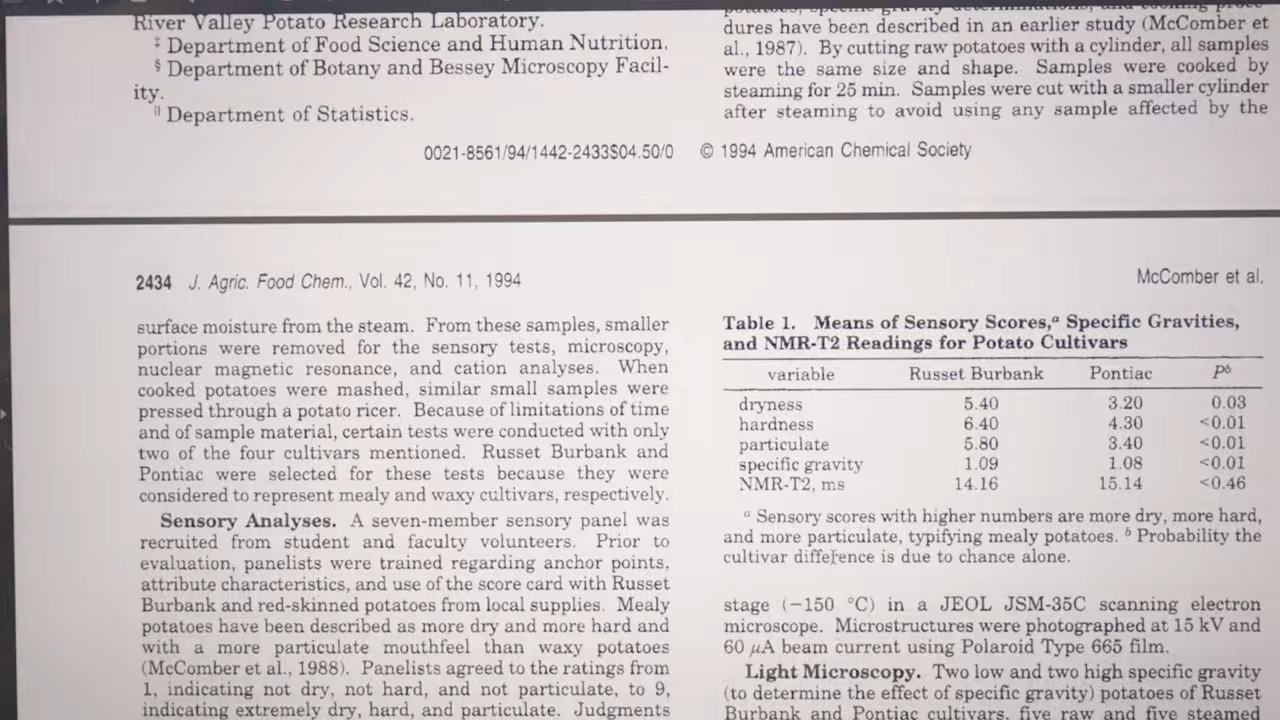 River Valley Potato Research Laboratory.
‡ Department of Food Science and Human Nutrition.
§ Department of Botany and Bessey Microscopy Facil-
ity.
|| Department of Statistics.
potatoes, specific gravity determinations, and cooking proce-
dures have been described in an earlier study (McComber et
al., 1987). By cutting raw potatoes with a cylinder, all samples
were the same size and shape. Samples were cooked by
steaming for 25 min. Samples were cut with a smaller cylinder
after steaming to avoid using any sample affected by the
0021-8561/94/1442-2433$04.50/0 © 1994 American Chemical Society
2434 J. Agric. Food Chem., Vol. 42, No. 11, 1994
McComber et al.
surface moisture from the steam. From these samples, smaller
portions were removed for the sensory tests, microscopy,
nuclear magnetic resonance, and cation analyses. When
cooked potatoes were mashed, similar small samples were
pressed through a potato ricer. Because of limitations of time
and of sample material, certain tests were conducted with only
two of the four cultivars mentioned. Russet Burbank and
Pontiac were selected for these tests because they were
considered to represent mealy and waxy cultivars, respectively.
Sensory Analyses. A seven-member sensory panel was
recruited from student and faculty volunteers. Prior to
evaluation, panelists were trained regarding anchor points,
attribute characteristics, and use of the score card with Russet
Burbank and red-skinned potatoes from local supplies. Mealy
potatoes have been described as more dry and more hard and
with a more particulate mouthfeel than waxy potatoes
(McComber et al., 1988). Panelists agreed to the ratings from
1, indicating not dry, not hard, and not particulate, to 9,
indicating extremely dry, hard, and particulate. Judgments
Table 1. Means of Sensory Scores,a Specific Gravities,
and NMR-T2 Readings for Potato Cultivars
variable Russet Burbank Pontiac Pb
dryness 5.40 3.20 0.03
hardness 6.40 4.30 <0.01
particulate 5.80 3.40 <0.01
specific gravity 1.09 1.08 <0.01
NMR-T2, ms 14.16 15.14 <0.46
a Sensory scores with higher numbers are more dry, more hard,
and more particulate, typifying mealy potatoes. b Probability the
cultivar difference is due to chance alone.
stage (−150 °C) in a JEOL JSM-35C scanning electron
microscope. Microstructures were photographed at 15 kV and
60 μA beam current using Polaroid Type 665 film.
Light Microscopy. Two low and two high specific gravity
(to determine the effect of specific gravity) potatoes of Russet
Burbank and Pontiac cultivars, five raw and five steamed